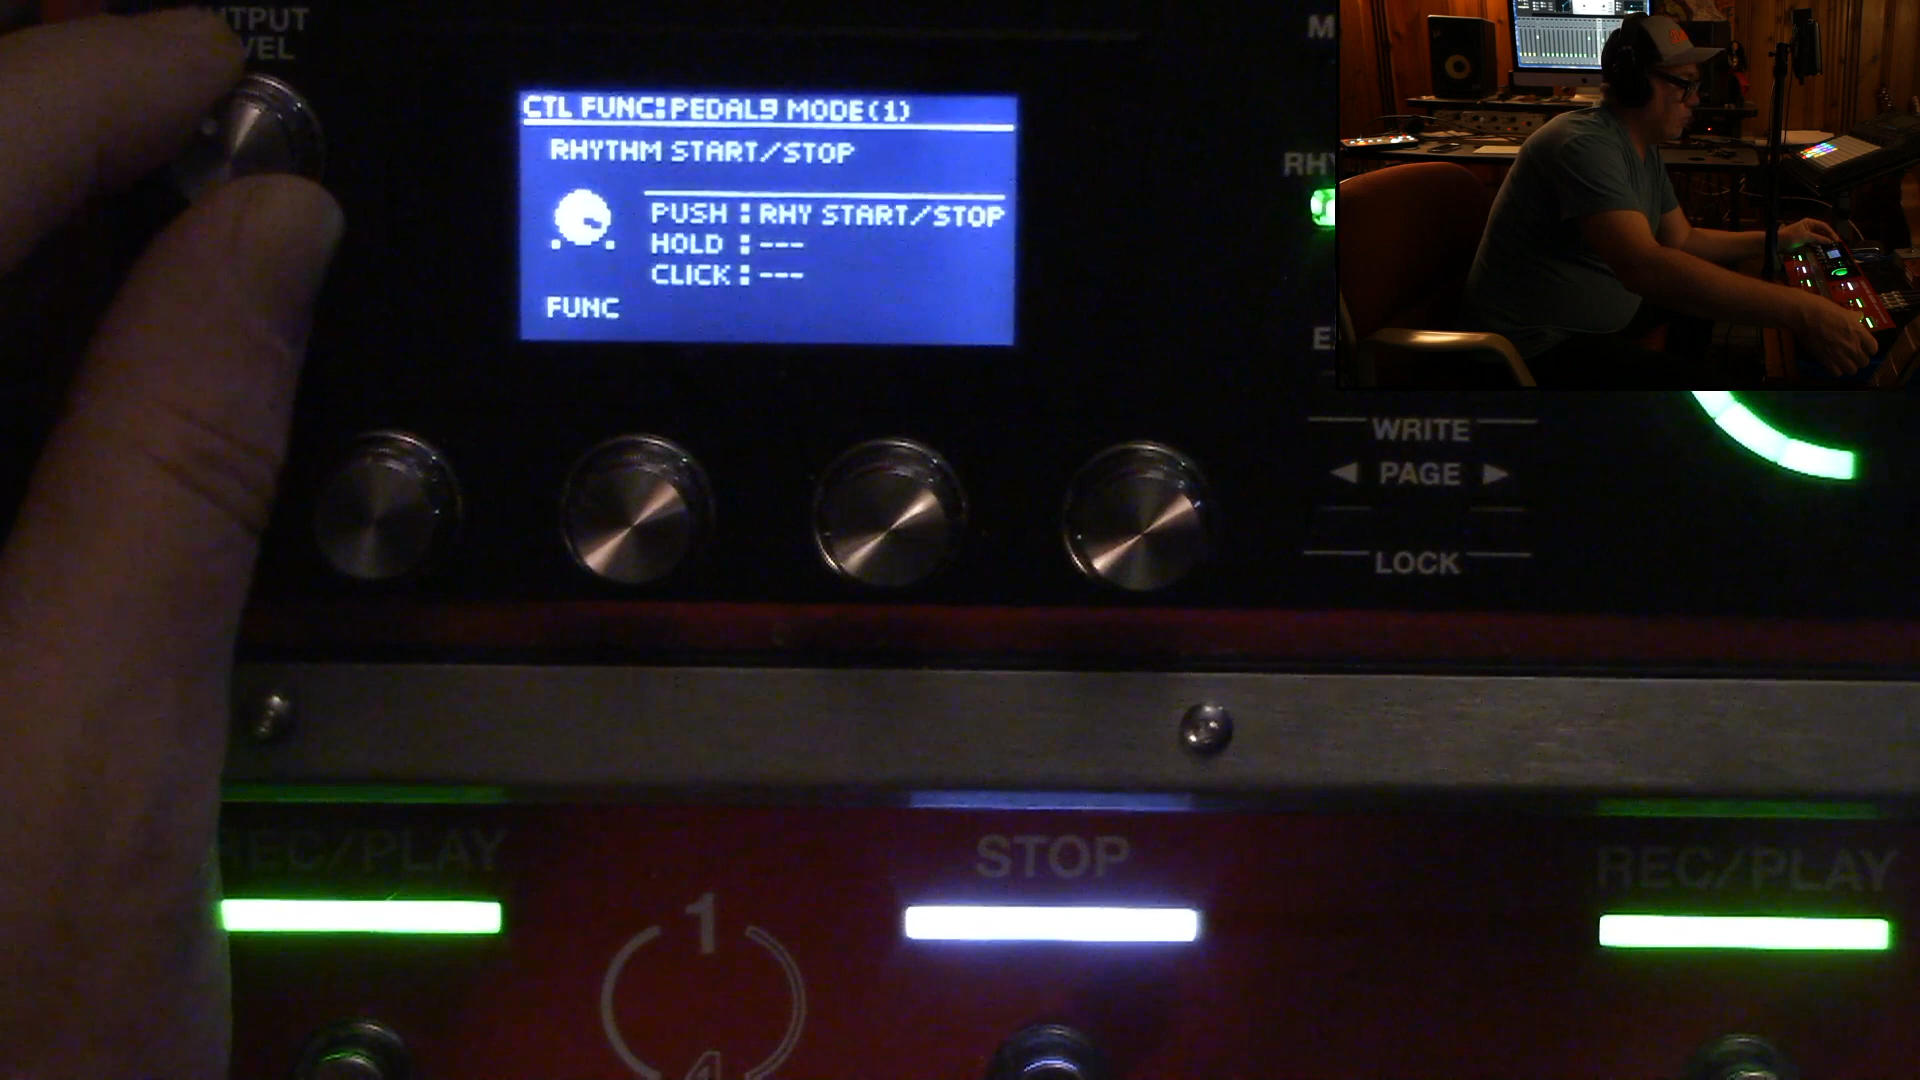 CTL FUNC:PEDAL9 MODE(1)
RHYTHM START/STOP
PUSH : RHY START/STOP
HOLD : ---
CLICK : ---
FUNC
WRITE
◄ PAGE ►
LOCK
REC/PLAY
STOP
REC/PLAY
1
4